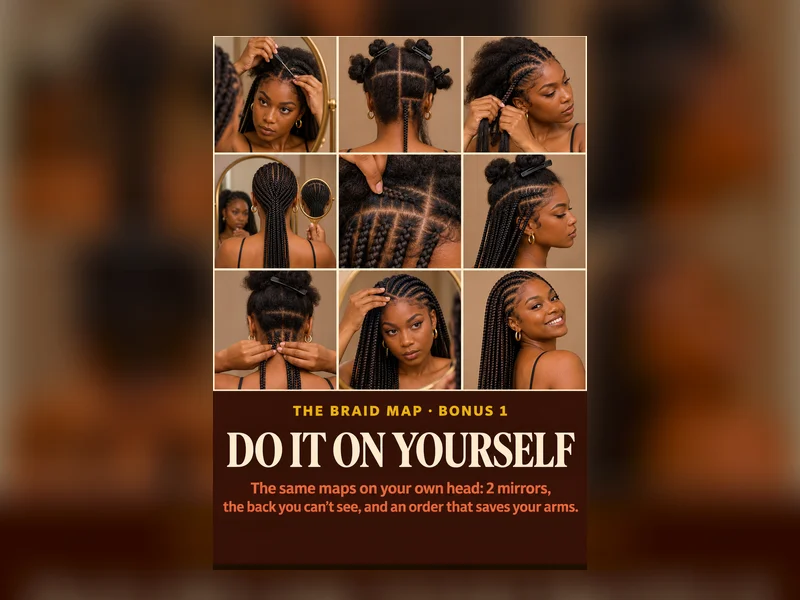 THE BRAID MAP · BONUS 1
DO IT ON YOURSELF
The same maps on your own head: 2 mirrors,
the back you can't see, and an order that saves your arms.